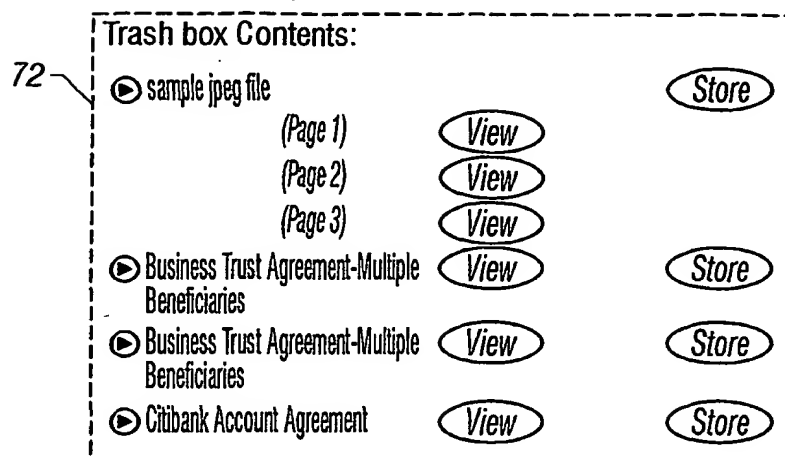 Trash box Contents:
72
sample jpeg file Store
(Page 1) View
(Page 2) View
(Page 3) View
Business Trust Agreement-Multiple View Store
Beneficiaries
Business Trust Agreement-Multiple View Store
Beneficiaries
Citibank Account Agreement View Store